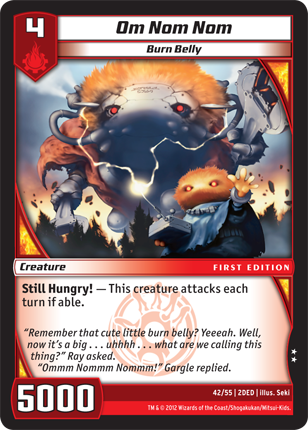 4
Om Nom Nom
Burn Belly
Creature
FIRST EDITION
Still Hungry! — This creature attacks each
turn if able.
“Remember that cute little burn belly? Yeeeah. Well,
now it’s a big . . . uhhhh . . . what are we calling this
thing?” Ray asked.
“Ommm Nommm Nomm!” Gargle replied.
5000
42/55 | 2DED | illus. Seki
TM & © 2012 Wizards of the Coast/Shogakukan/Mitsui-Kids.